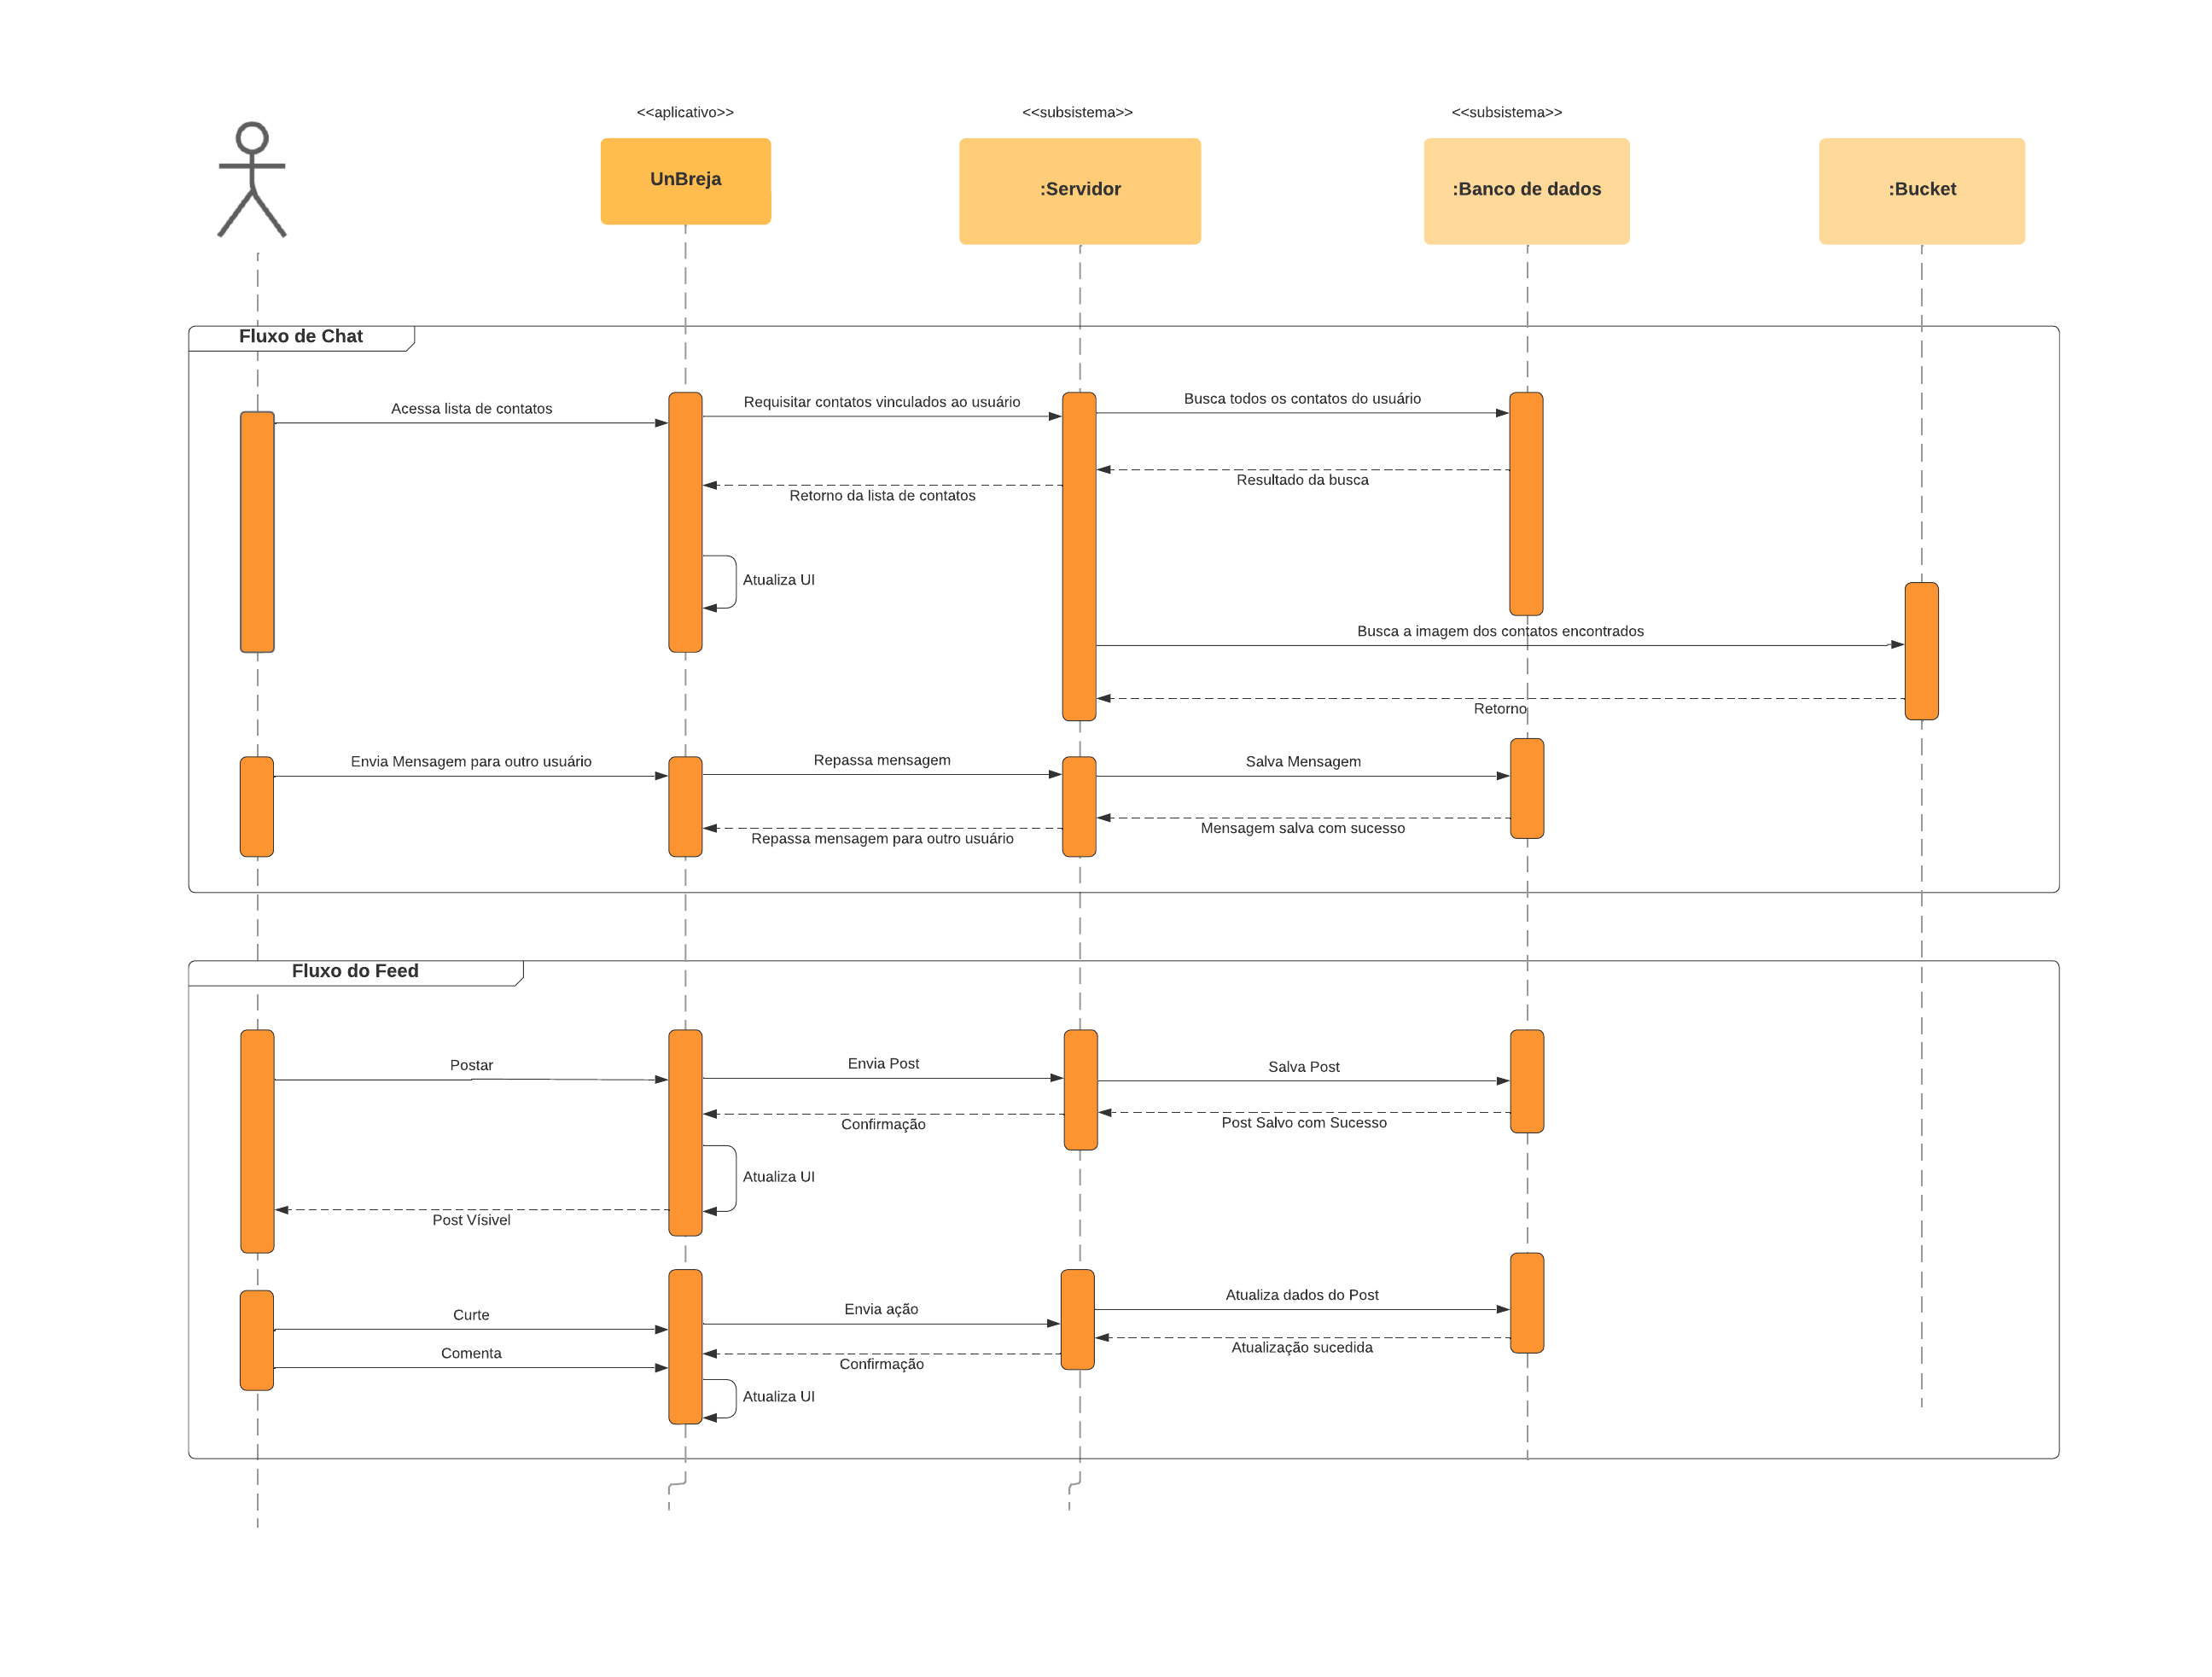 <<aplicativo>>
<<subsistema>>
<<subsistema>>
UnBreja
:Servidor
:Banco de dados
:Bucket
Fluxo de Chat
Acessa lista de contatos
Requisitar contatos vinculados ao usuário
Busca todos os contatos do usuário
Resultado da busca
Retorno da lista de contatos
Atualiza UI
Busca a imagem dos contatos encontrados
Retorno
Envia Mensagem para outro usuário
Repassa mensagem
Salva Mensagem
Mensagem salva com sucesso
Repassa mensagem para outro usuário
Fluxo do Feed
Postar
Envia Post
Salva Post
Confirmação
Post Salvo com Sucesso
Atualiza UI
Post Vísivel
Curte
Envia ação
Atualiza dados do Post
Atualização sucedida
Comenta
Confirmação
Atualiza UI